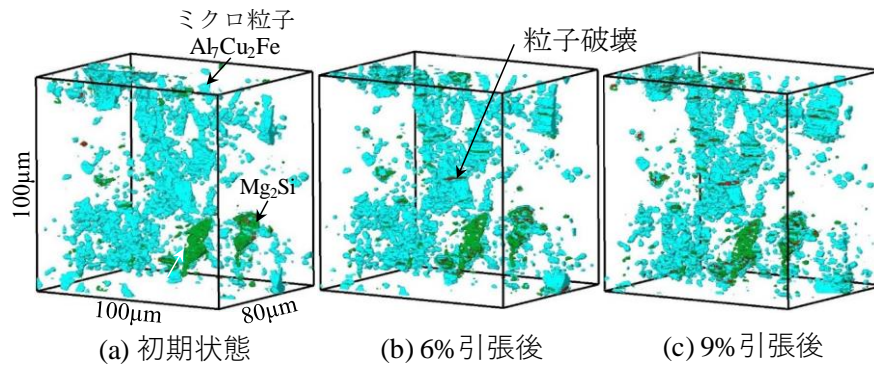 ミクロ粒子
Al₇Cu₂Fe
粒子破壊
100μm
Mg₂Si
100μm
80μm
(a) 初期状態
(b) 6%引張後
(c) 9%引張後